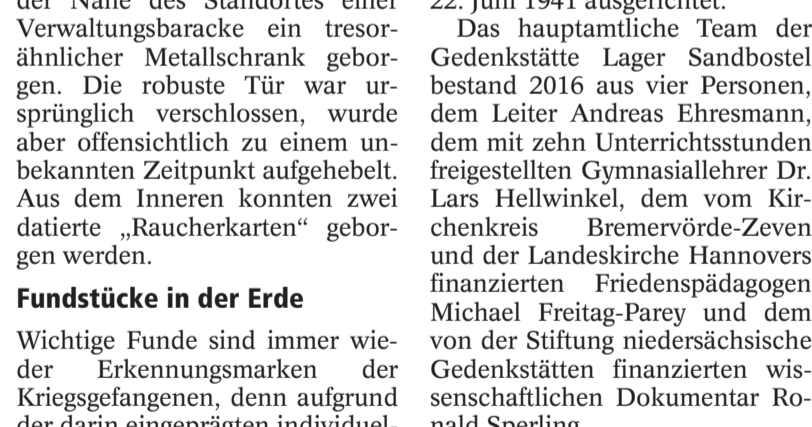 der Nähe des Standortes einer
Verwaltungsbaracke ein tresor-
ähnlicher Metallschrank gebor-
gen. Die robuste Tür war ur-
sprünglich verschlossen, wurde
aber offensichtlich zu einem un-
bekannten Zeitpunkt aufgehebelt.
Aus dem Inneren konnten zwei
datierte „Raucherkarten“ gebor-
gen werden.
Fundstücke in der Erde
Wichtige Funde sind immer wie-
der Erkennungsmarken der
Kriegsgefangenen, denn aufgrund
der darin eingeprägten individuel-
22. Juni 1941 ausgerichtet.
Das hauptamtliche Team der
Gedenkstätte Lager Sandbostel
bestand 2016 aus vier Personen,
dem Leiter Andreas Ehresmann,
dem mit zehn Unterrichtsstunden
freigestellten Gymnasiallehrer Dr.
Lars Hellwinkel, dem vom Kir-
chenkreis Bremervörde-Zeven
und der Landeskirche Hannovers
finanzierten Friedenspädagogen
Michael Freitag-Parey und dem
von der Stiftung niedersächsische
Gedenkstätten finanzierten wis-
senschaftlichen Dokumentar Ro-
nald Sperling.